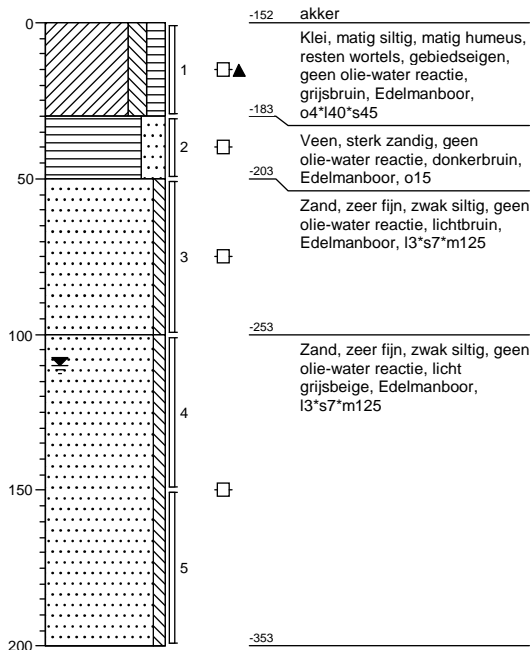 0
-152 akker
Klei, matig siltig, matig humeus,
resten wortels, gebiedseigen,
geen olie-water reactie,
grijsbruin, Edelmanboor,
o4*l40*s45
1
-183
Veen, sterk zandig, geen
olie-water reactie, donkerbruin,
Edelmanboor, o15
2
50
-203
Zand, zeer fijn, zwak siltig, geen
olie-water reactie, lichtbruin,
Edelmanboor, l3*s7*m125
3
100
-253
Zand, zeer fijn, zwak siltig, geen
olie-water reactie, licht
grijsbeige, Edelmanboor,
l3*s7*m125
4
150
5
200
-353